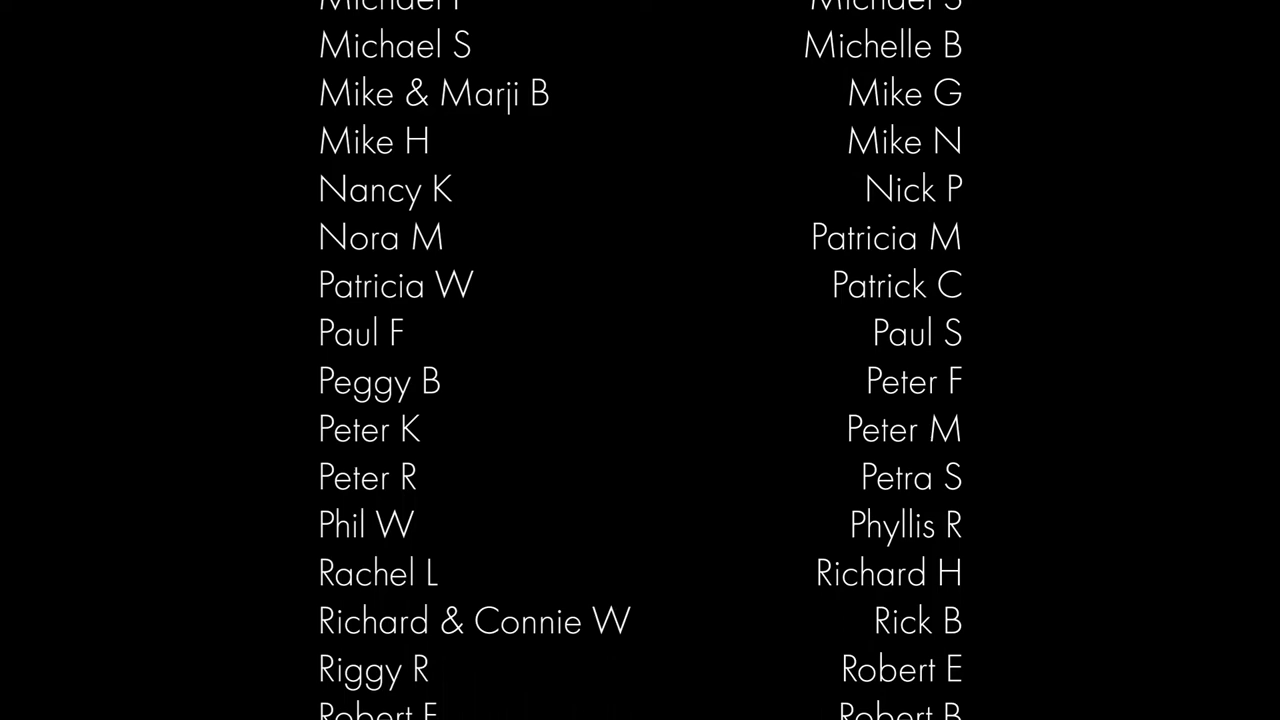 Michael S
Michelle B
Mike & Marji B
Mike G
Mike H
Mike N
Nancy K
Nick P
Nora M
Patricia M
Patricia W
Patrick C
Paul F
Paul S
Peggy B
Peter F
Peter K
Peter M
Peter R
Petra S
Phil W
Phyllis R
Rachel L
Richard H
Richard & Connie W
Rick B
Riggy R
Robert E